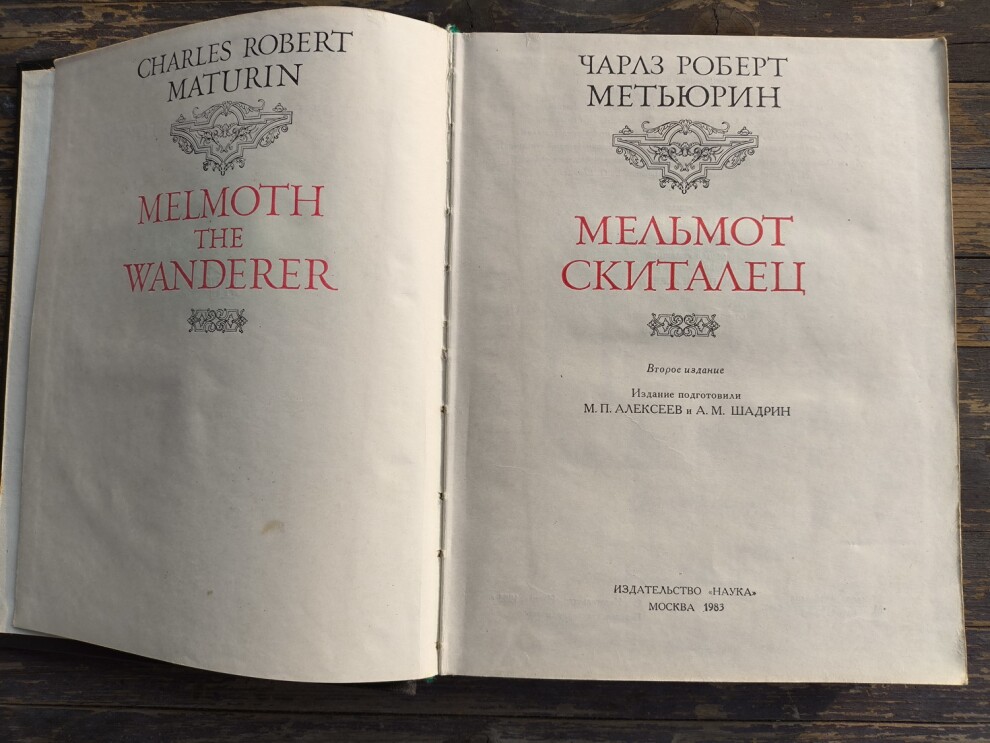 CHARLES ROBERT
MATURIN
MELMOTH
THE
WANDERER
ЧАРЛЗ РОБЕРТ
МЕТЬЮРИН
МЕЛЬМОТ
СКИТАЛЕЦ
Второе издание
Издание подготовили
М. П. АЛЕКСЕЕВ и А. М. ШАДРИН
ИЗДАТЕЛЬСТВО «НАУКА»
МОСКВА 1983